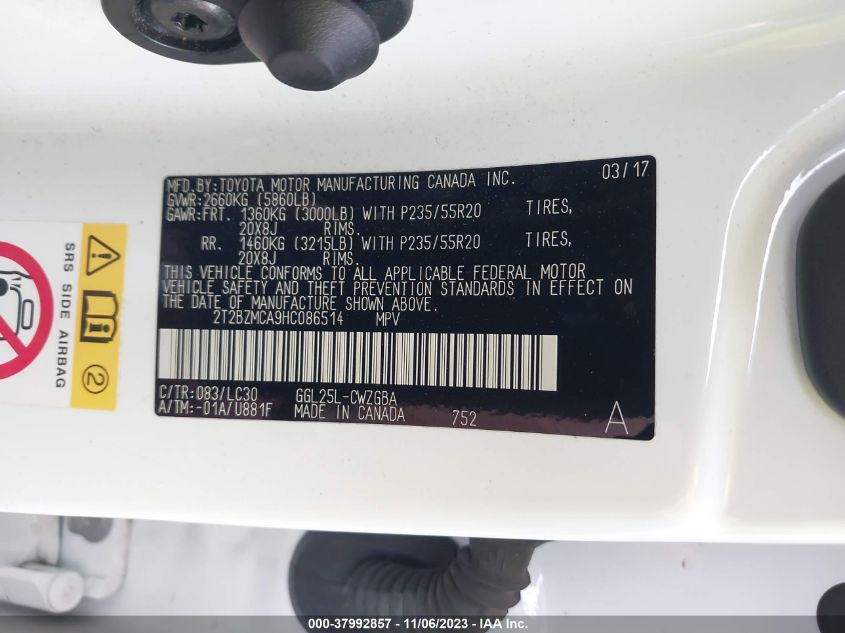 MFD.BY:TOYOTA MOTOR MANUFACTURING CANADA INC. 03/17
GVWR:2660KG (5860LB)
GAWR:FRT. 1360KG (3000LB) WITH P235/55R20 TIRES,
20X8J RIMS.
RR. 1460KG (3215LB) WITH P235/55R20 TIRES,
20X8J RIMS.
THIS VEHICLE CONFORMS TO ALL APPLICABLE FEDERAL MOTOR
VEHICLE SAFETY AND THEFT PREVENTION STANDARDS IN EFFECT ON
THE DATE OF MANUFACTURE SHOWN ABOVE.
2T2BZMCA9HC086514 MPV
C/TR:083/LC30 GGL25L-CWZGBA
A/TM:-01A/U881F MADE IN CANADA 752 A
SRS SIDE AIRBAG
2
000-37992857 - 11/06/2023 - IAA Inc.